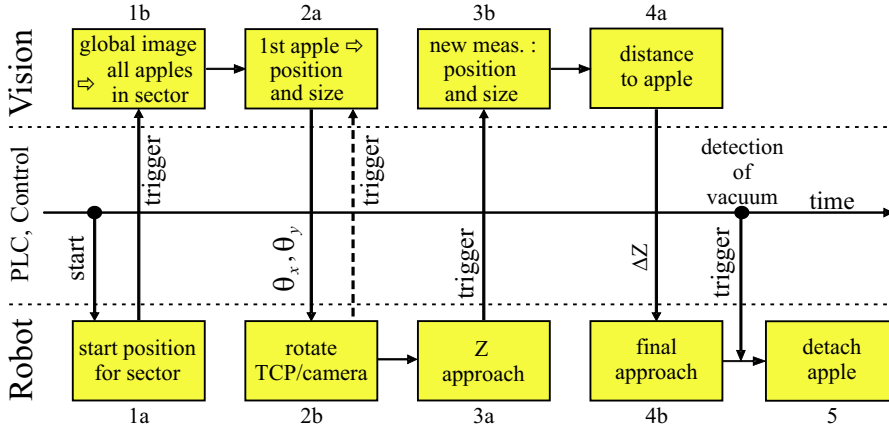 1b
2a
3b
4a
Vision
global image
⇨ all apples
in sector
1st apple ⇨
position
and size
new meas. :
position
and size
distance
to apple
PLC, Control
start
trigger
θx, θy
trigger
trigger
ΔZ
detection
of
vacuum
trigger
time
Robot
start position
for sector
rotate
TCP/camera
Z
approach
final
approach
detach
apple
1a
2b
3a
4b
5